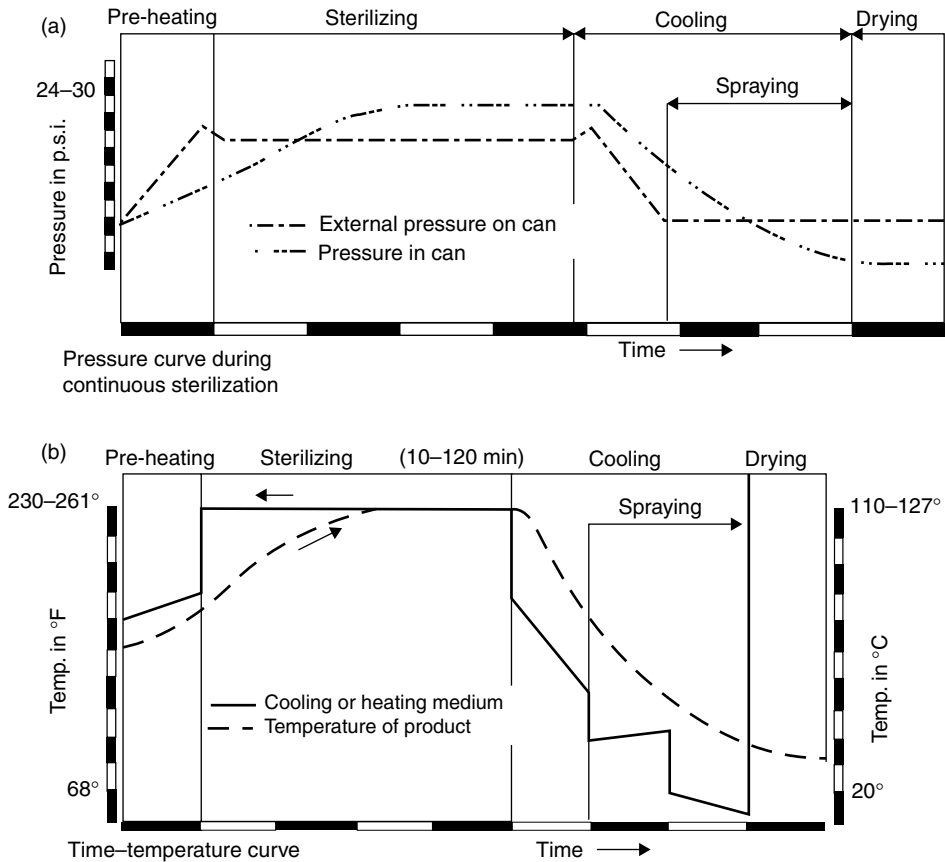 (a)
Pre-heating Sterilizing Cooling Drying
24–30
Spraying
Pressure in p.s.i.
External pressure on can
Pressure in can
Time
Pressure curve during
continuous sterilization
(b)
Pre-heating Sterilizing (10–120 min) Cooling Drying
230–261° 110–127°
Spraying
Temp. in °F
Temp. in °C
Cooling or heating medium
Temperature of product
68° 20°
Time–temperature curve Time